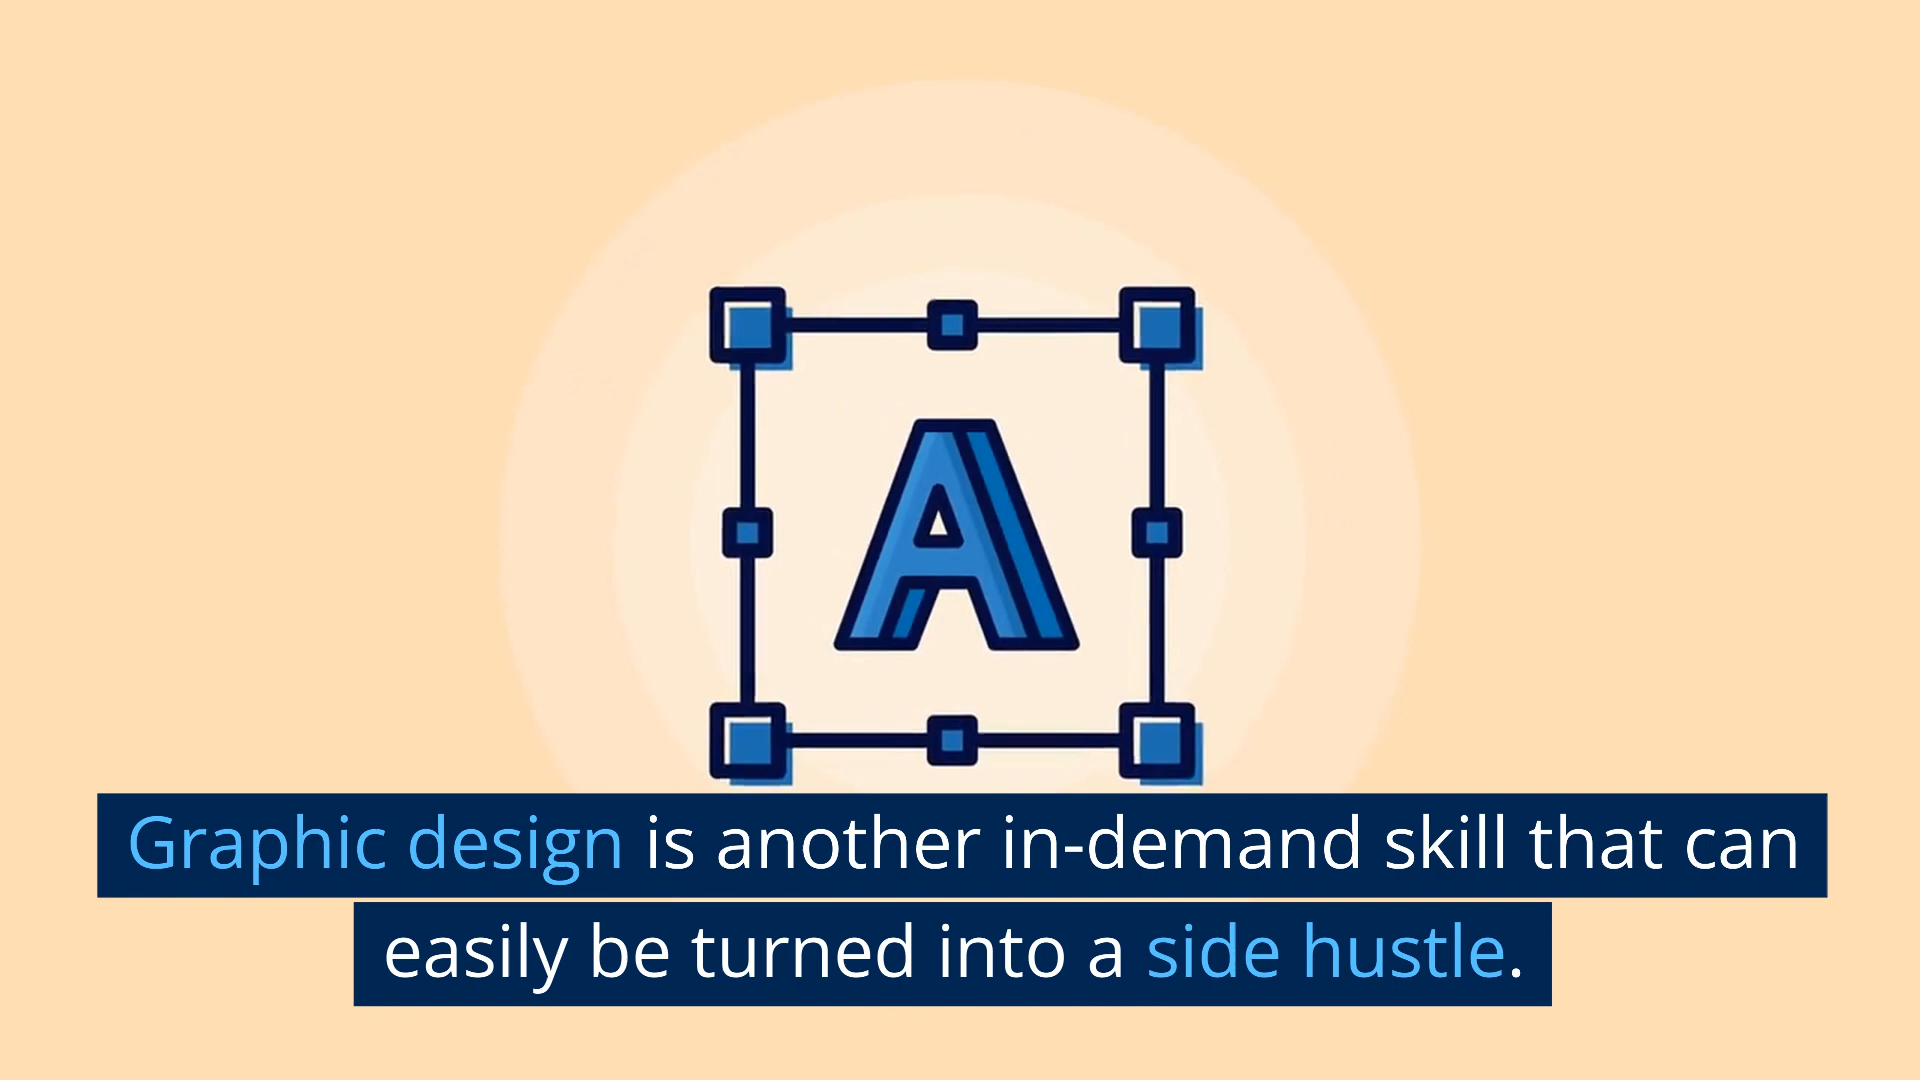 A
Graphic design is another in-demand skill that can
easily be turned into a side hustle.